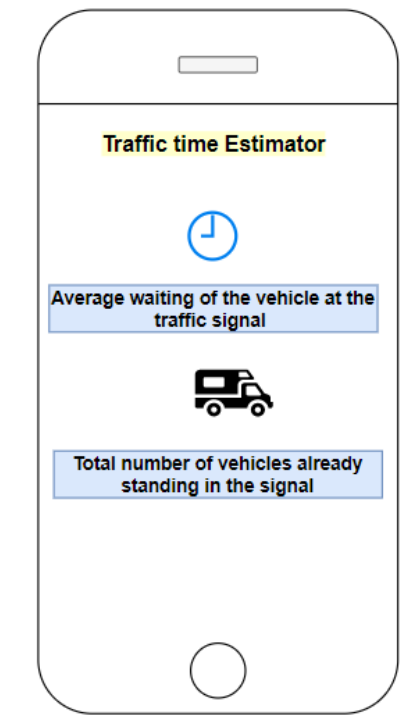 Traffic time Estimator
Average waiting of the vehicle at the
traffic signal
Total number of vehicles already
standing in the signal